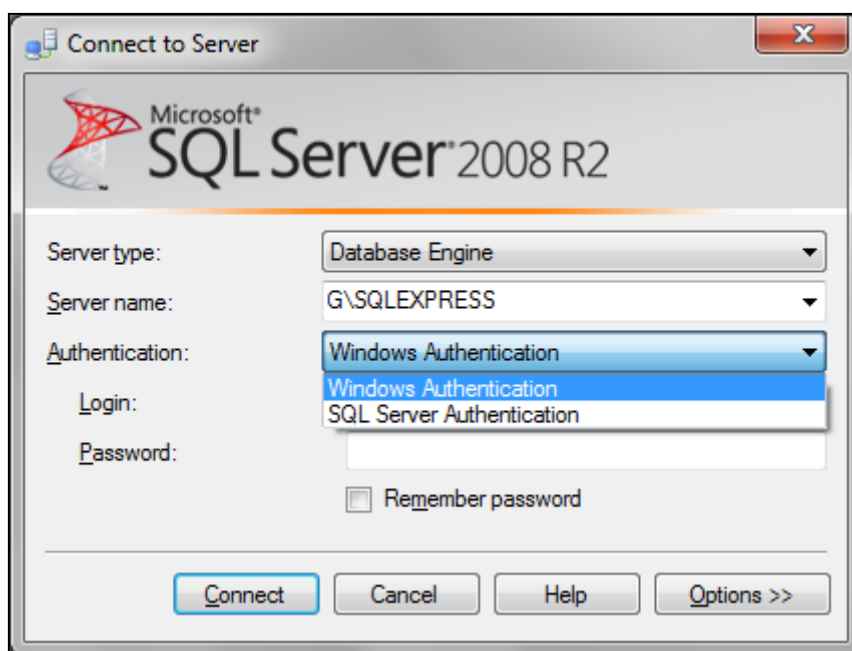 Connect to Server
Microsoft®
SQL Server® 2008 R2
Server type: Database Engine
Server name: G\SQLEXPRESS
Authentication: Windows Authentication
Windows Authentication
Login: SQL Server Authentication
Password:
Remember password
Connect Cancel Help Options >>